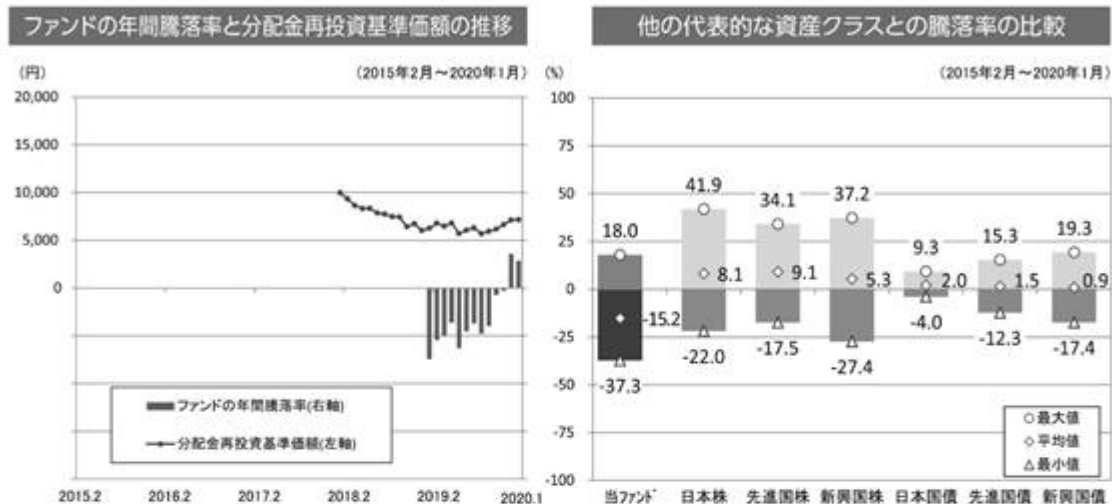 ファンドの年間騰落率と分配金再投資基準価額の推移
(円)
(2015年2月～2020年1月)
20,000
15,000
10,000
5,000
0
ファンドの年間騰落率(右軸)
分配金再投資基準価額(左軸)
2015.2 2016.2 2017.2 2018.2 2019.2 2020.1
他の代表的な資産クラスとの騰落率の比較
(%)
(2015年2月～2020年1月)
100
75
50
25
0
-25
-50
-75
-100
18.0 41.9 34.1 37.2 9.3 15.3 19.3
-15.2 8.1 9.1 5.3 2.0 1.5 0.9
-37.3 -22.0 -17.5 -27.4 -4.0 -12.3 -17.4
最大値
平均値
最小値
当ファンド 日本株 先進国株 新興国株 日本国債 先進国債 新興国債